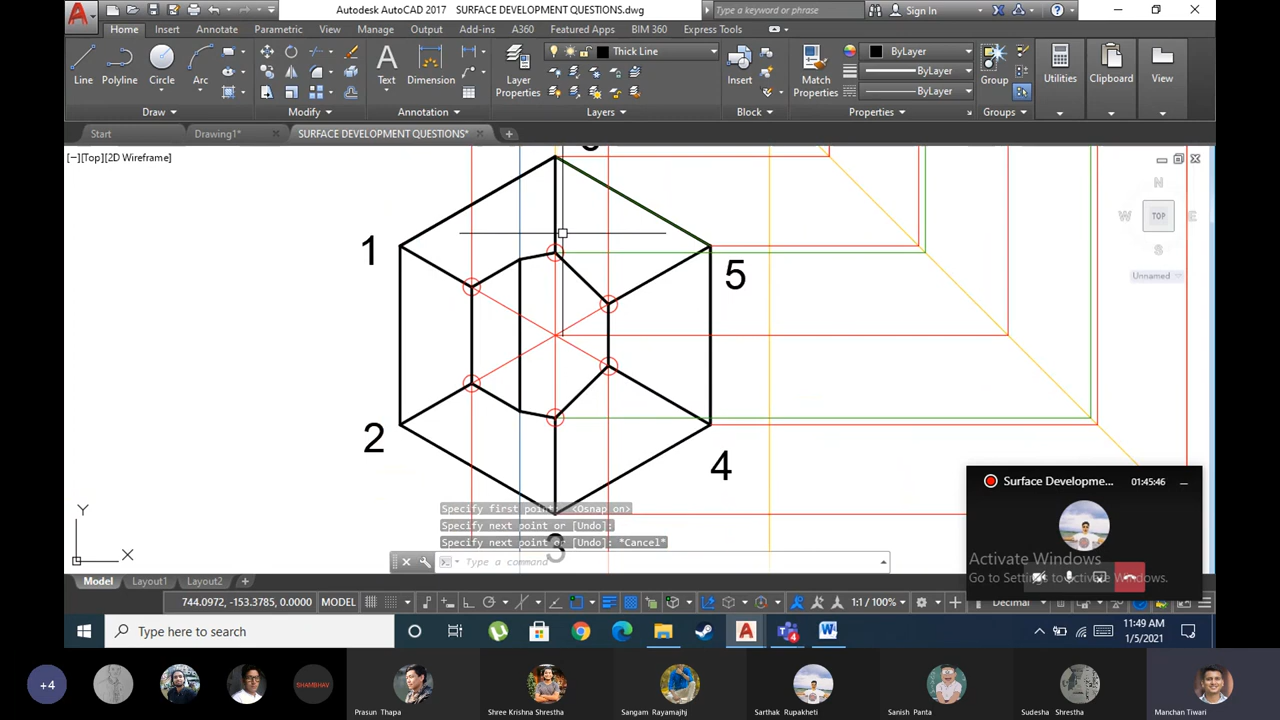 Autodesk AutoCAD 2017 SURFACE DEVELOPMENT QUESTIONS.dwg
Type a keyword or phrase
Sign In
Home Insert Annotate Parametric View Manage Output Add-ins A360 Featured Apps BIM 360 Express Tools
Line Polyline Circle Arc
Text Dimension
Layer Properties
Thick Line
Insert
Match Properties
ByLayer
ByLayer
ByLayer
Group
Utilities
Clipboard
View
Draw
Modify
Annotation
Layers
Block
Properties
Groups
Start
Drawing1*
SURFACE DEVELOPMENT QUESTIONS*
[−][Top][2D Wireframe]
N
W TOP E
S
Unnamed
1
5
2
4
3
Y
X
Specify first point: <Osnap on>
Specify next point or [Undo]:
Specify next point or [Undo]: *Cancel*
Type a command
Surface Developme...
01:45:46
Activate Windows
Go to Settings to activate Windows.
Model Layout1 Layout2
744.0972, -153.3785, 0.0000 MODEL
1:1 / 100%
Decimal
Type here to search
11:49 AM
1/5/2021
+4
SHAMBHAV
Prasun Thapa
Shree Krishna Shrestha
Sangam Rayamajhi
Sarthak Rupakheti
Sanish Panta
Sudesha Shrestha
Manchan Tiwari